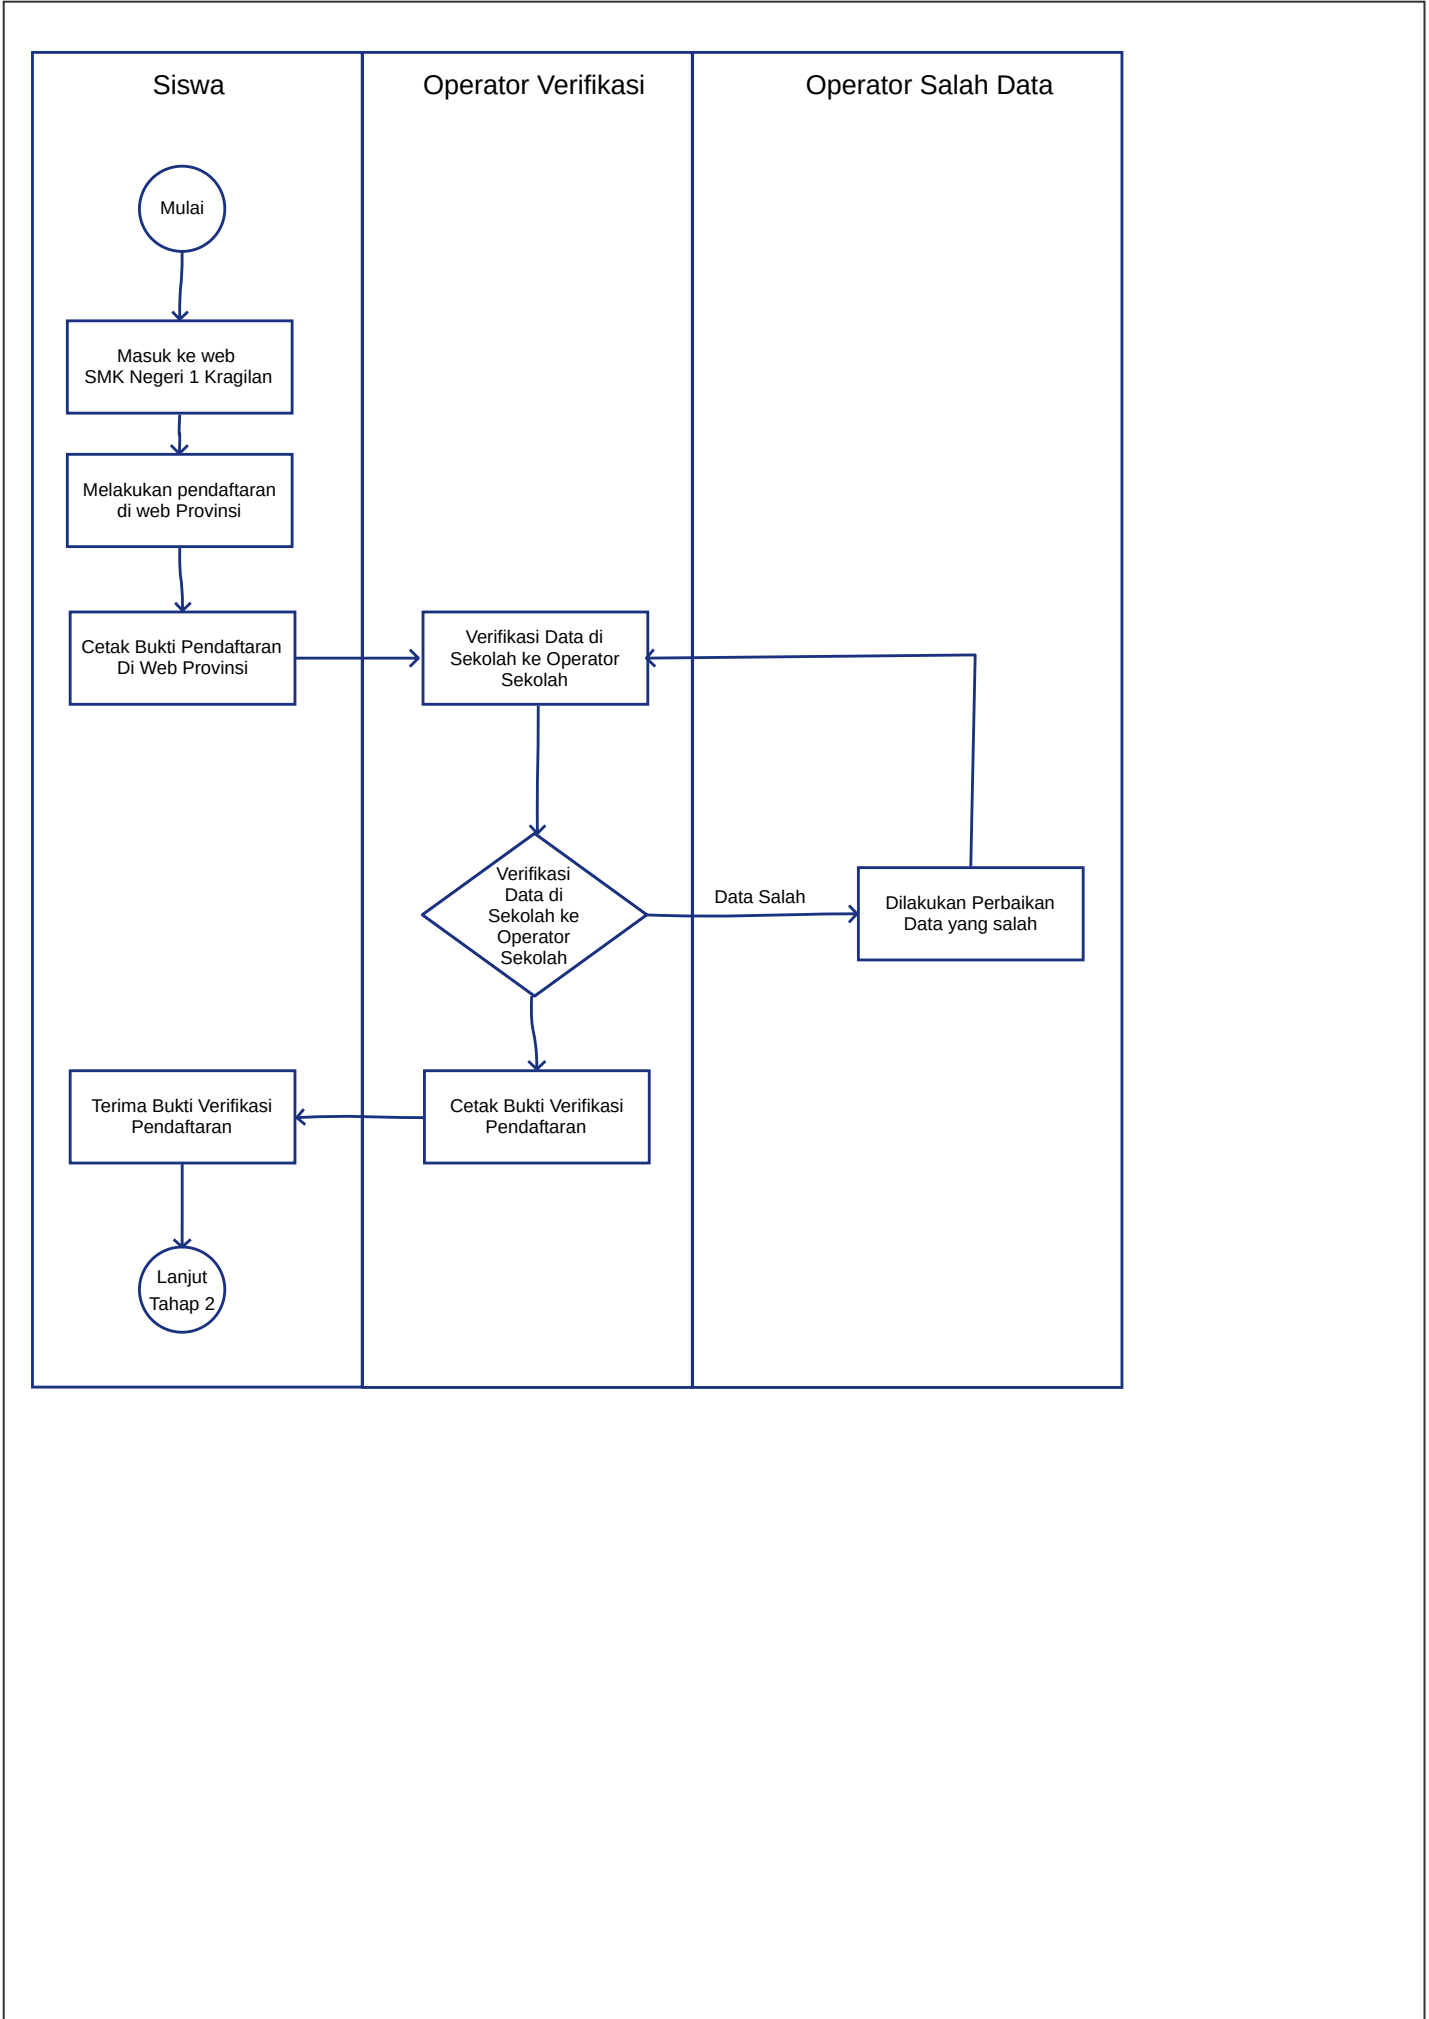 Siswa
Operator Verifikasi
Operator Salah Data
Mulai
Masuk ke web
SMK Negeri 1 Kragilan
Melakukan pendaftaran
di web Provinsi
Cetak Bukti Pendaftaran
Di Web Provinsi
Verifikasi Data di
Sekolah ke Operator
Sekolah
Verifikasi
Data di
Sekolah ke
Operator
Sekolah
Data Salah
Dilakukan Perbaikan
Data yang salah
Terima Bukti Verifikasi
Pendaftaran
Cetak Bukti Verifikasi
Pendaftaran
Lanjut
Tahap 2